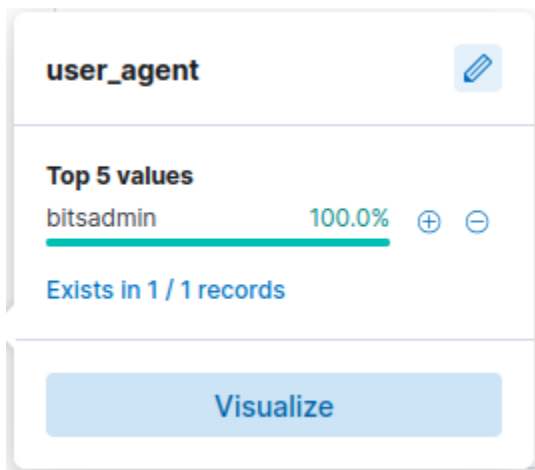 user_agent
Top 5 values
bitsadmin 100.0%
Exists in 1 / 1 records
Visualize